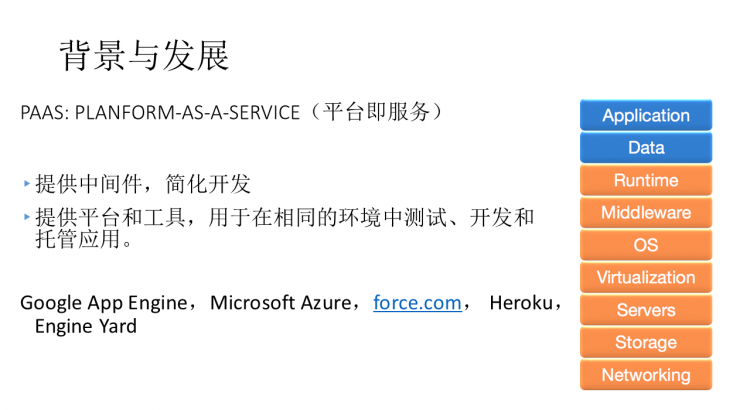 背景与发展
PAAS: PLANFORM-AS-A-SERVICE（平台即服务）
提供中间件，简化开发
提供平台和工具，用于在相同的环境中测试、开发和
托管应用。
Google App Engine，Microsoft Azure，force.com， Heroku，
Engine Yard
Application
Data
Runtime
Middleware
OS
Virtualization
Servers
Storage
Networking